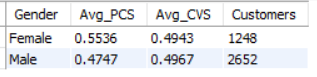 Gender Avg_PCS Avg_CVS Customers
Female 0.5536 0.4943 1248
Male 0.4747 0.4967 2652